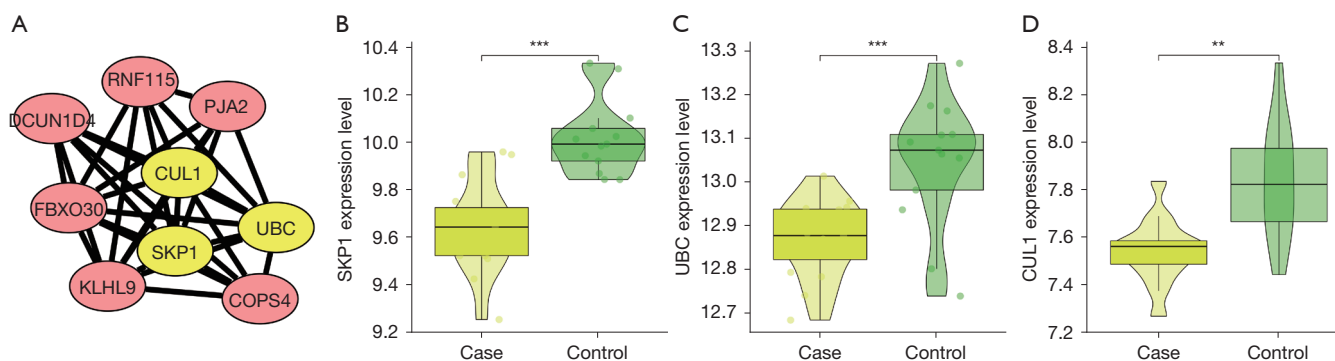 A
RNF115
PJA2
DCUN1D4
CUL1
FBXO30
UBC
SKP1
KLHL9
COPS4
B
SKP1 expression level
10.4
10.2
10.0
9.8
9.6
9.4
9.2
***
Case Control
C
UBC expression level
13.3
13.2
13.1
13.0
12.9
12.8
12.7
***
Case Control
D
CUL1 expression level
8.4
8.2
8.0
7.8
7.6
7.4
7.2
**
Case Control